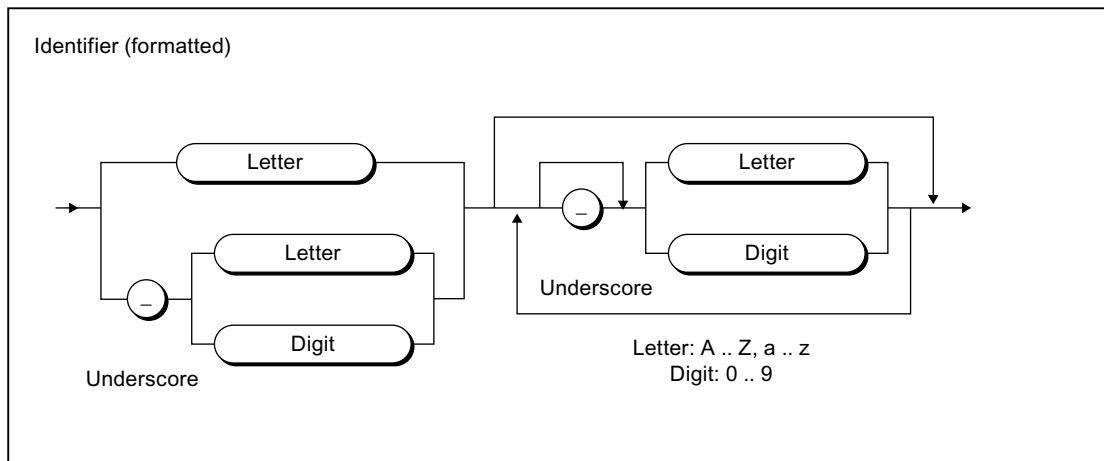 Identifier (formatted)
Letter
Letter
_
Letter
Digit
_
Digit
Underscore
Underscore
Letter: A .. Z, a .. z
Digit: 0 .. 9